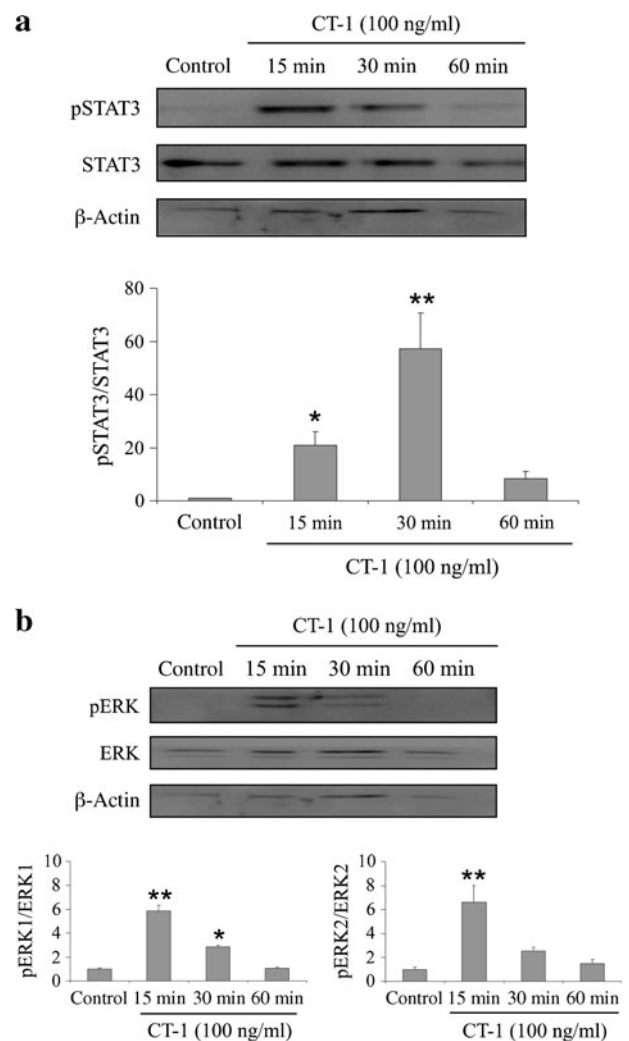 a
CT-1 (100 ng/ml)
Control 15 min 30 min 60 min
pSTAT3
STAT3
β-Actin
pSTAT3/STAT3
80
60
40
20
0
*
**
Control 15 min 30 min 60 min
CT-1 (100 ng/ml)
b
CT-1 (100 ng/ml)
Control 15 min 30 min 60 min
pERK
ERK
β-Actin
pERK1/ERK1
10
8
6
4
2
0
**
*
Control 15 min 30 min 60 min
CT-1 (100 ng/ml)
pERK2/ERK2
10
8
6
4
2
0
**
Control 15 min 30 min 60 min
CT-1 (100 ng/ml)